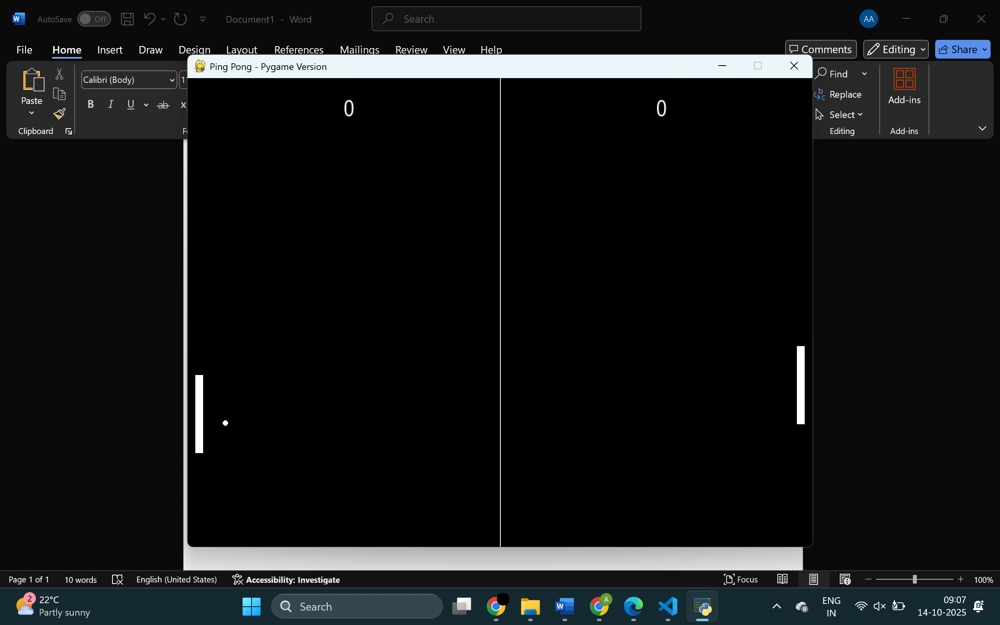 AutoSave Off Document1 - Word Search AA
File Home Insert Draw Design Layout References Mailings Review View Help Comments Editing Share
Ping Pong - Pygame Version
Calibri (Body)
Paste
B I U ab
Clipboard
Find
Replace
Select
Editing
Add-ins
Add-ins
0 0
Page 1 of 1 10 words English (United States) Accessibility: Investigate Focus 100%
2 22°C
Partly sunny
Search
A
ENG
IN
09:07
14-10-2025